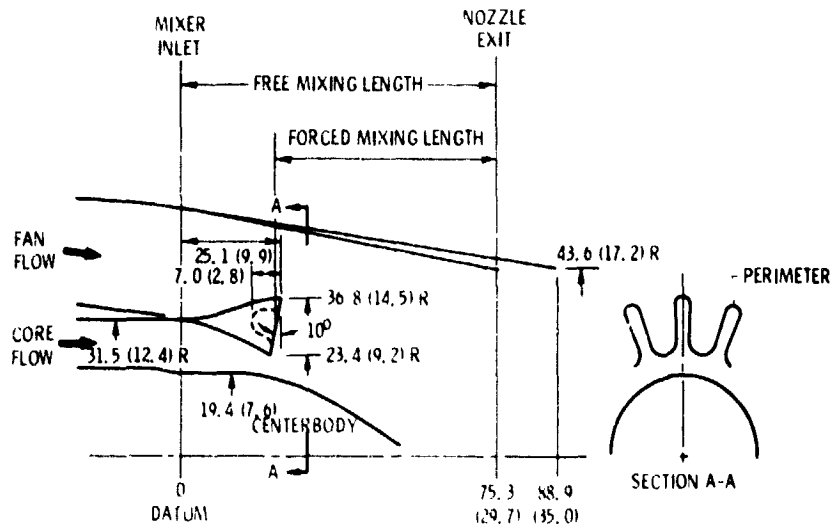 MIXER
INLET
NOZZLE
EXIT
FREE MIXING LENGTH
FORCED MIXING LENGTH
A
FAN
FLOW
25.1 (9.9)
7.0 (2.8)
43.6 (17.2) R
PERIMETER
36.8 (14.5) R
10°
CORE
FLOW
31.5 (12.4) R
23.4 (9.2) R
19.4 (7.6)
CENTERBODY
A
SECTION A-A
0
DATUM
75.3
(29.7)
88.9
(35.0)